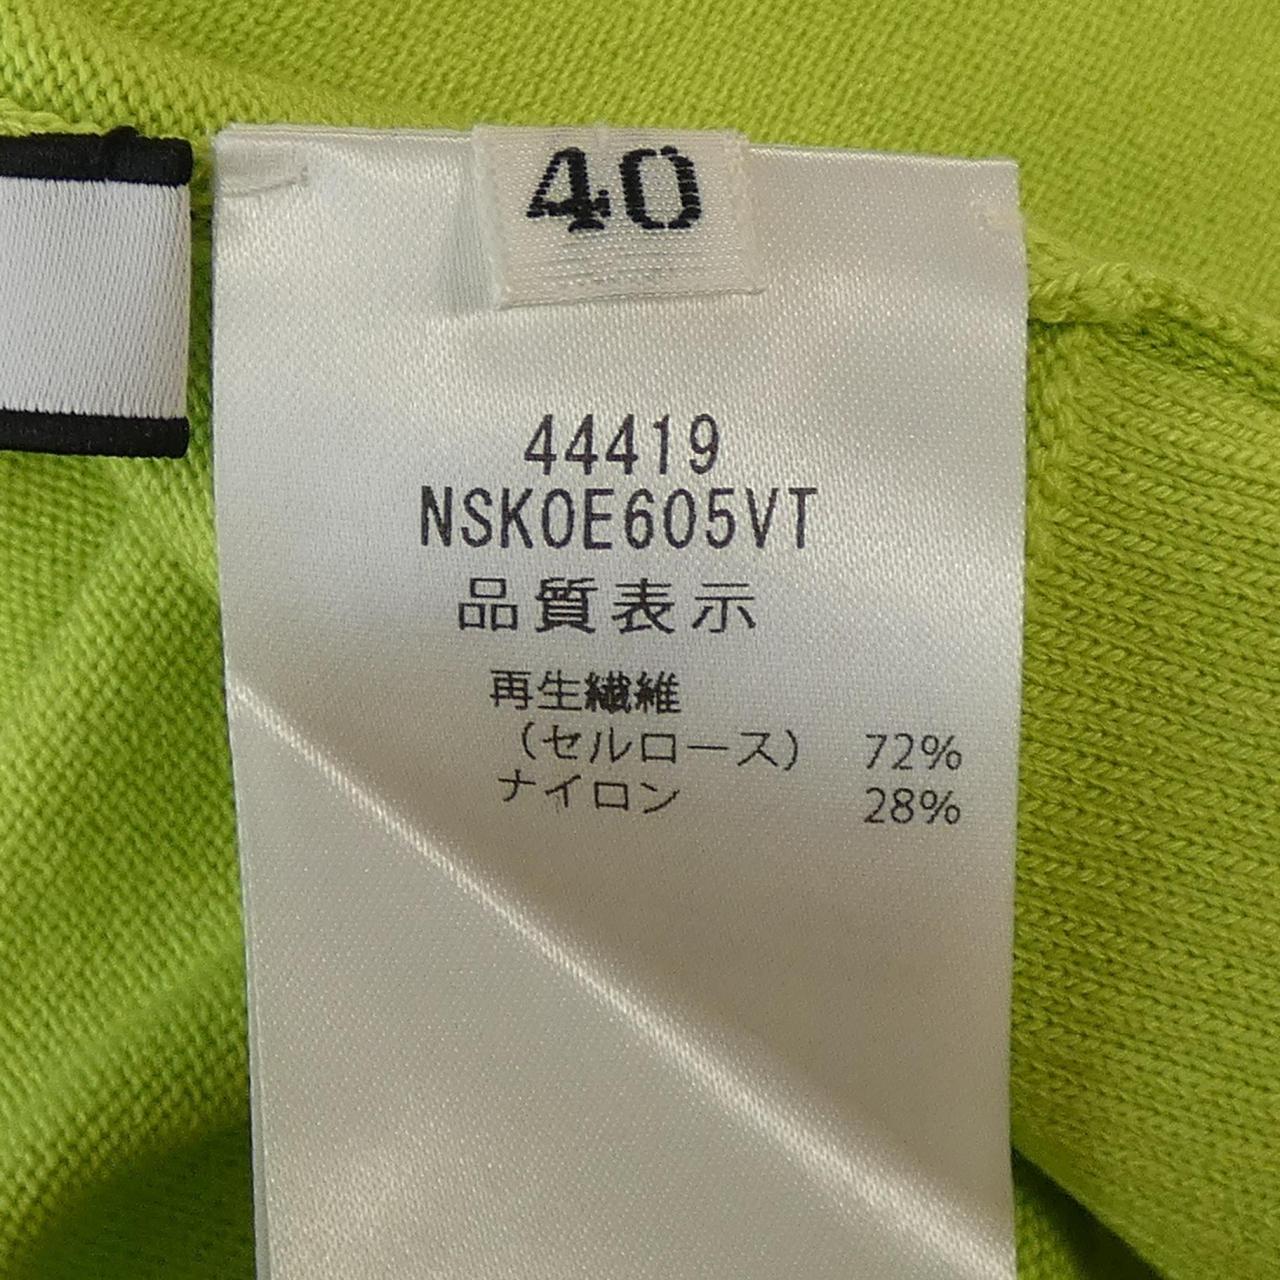 40
44419
NSKOE605VT
品質表示
再生繊維
（セルロース） 72%
ナイロン 28%